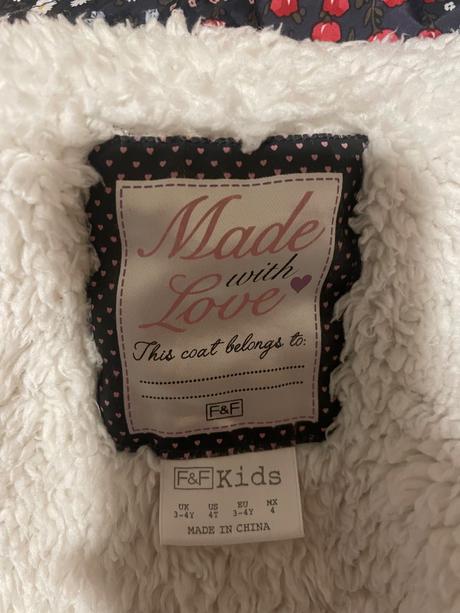 Made
with
Love
This coat belongs to:
F&F
F&F Kids
UK US EU MX
3-4Y 4T 3-4Y 4
MADE IN CHINA